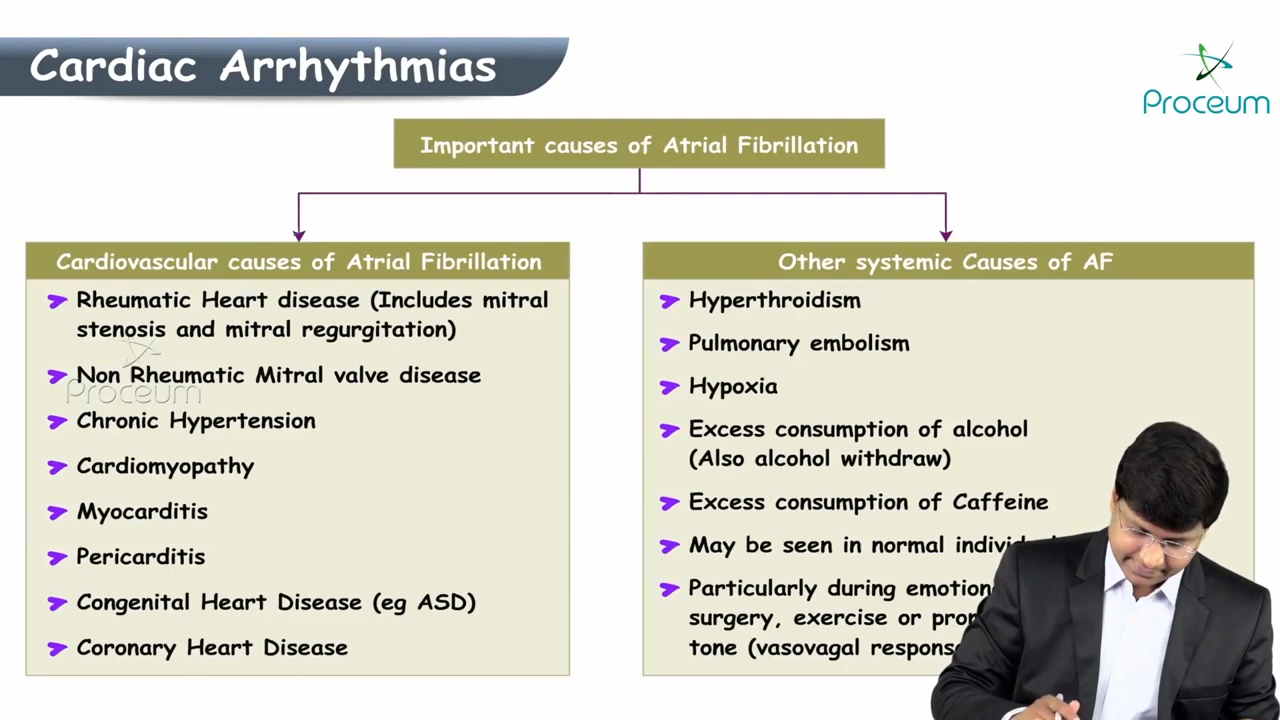 Cardiac Arrhythmias
Proceum
Important causes of Atrial Fibrillation
Cardiovascular causes of Atrial Fibrillation
Rheumatic Heart disease (Includes mitral
stenosis and mitral regurgitation)
Non Rheumatic Mitral valve disease
Proceum
Chronic Hypertension
Cardiomyopathy
Myocarditis
Pericarditis
Congenital Heart Disease (eg ASD)
Coronary Heart Disease
Other systemic Causes of AF
Hyperthroidism
Pulmonary embolism
Hypoxia
Excess consumption of alcohol
(Also alcohol withdraw)
Excess consumption of Caffeine
May be seen in normal
Particularly during
surgery, exercise or
tone (vasovagal